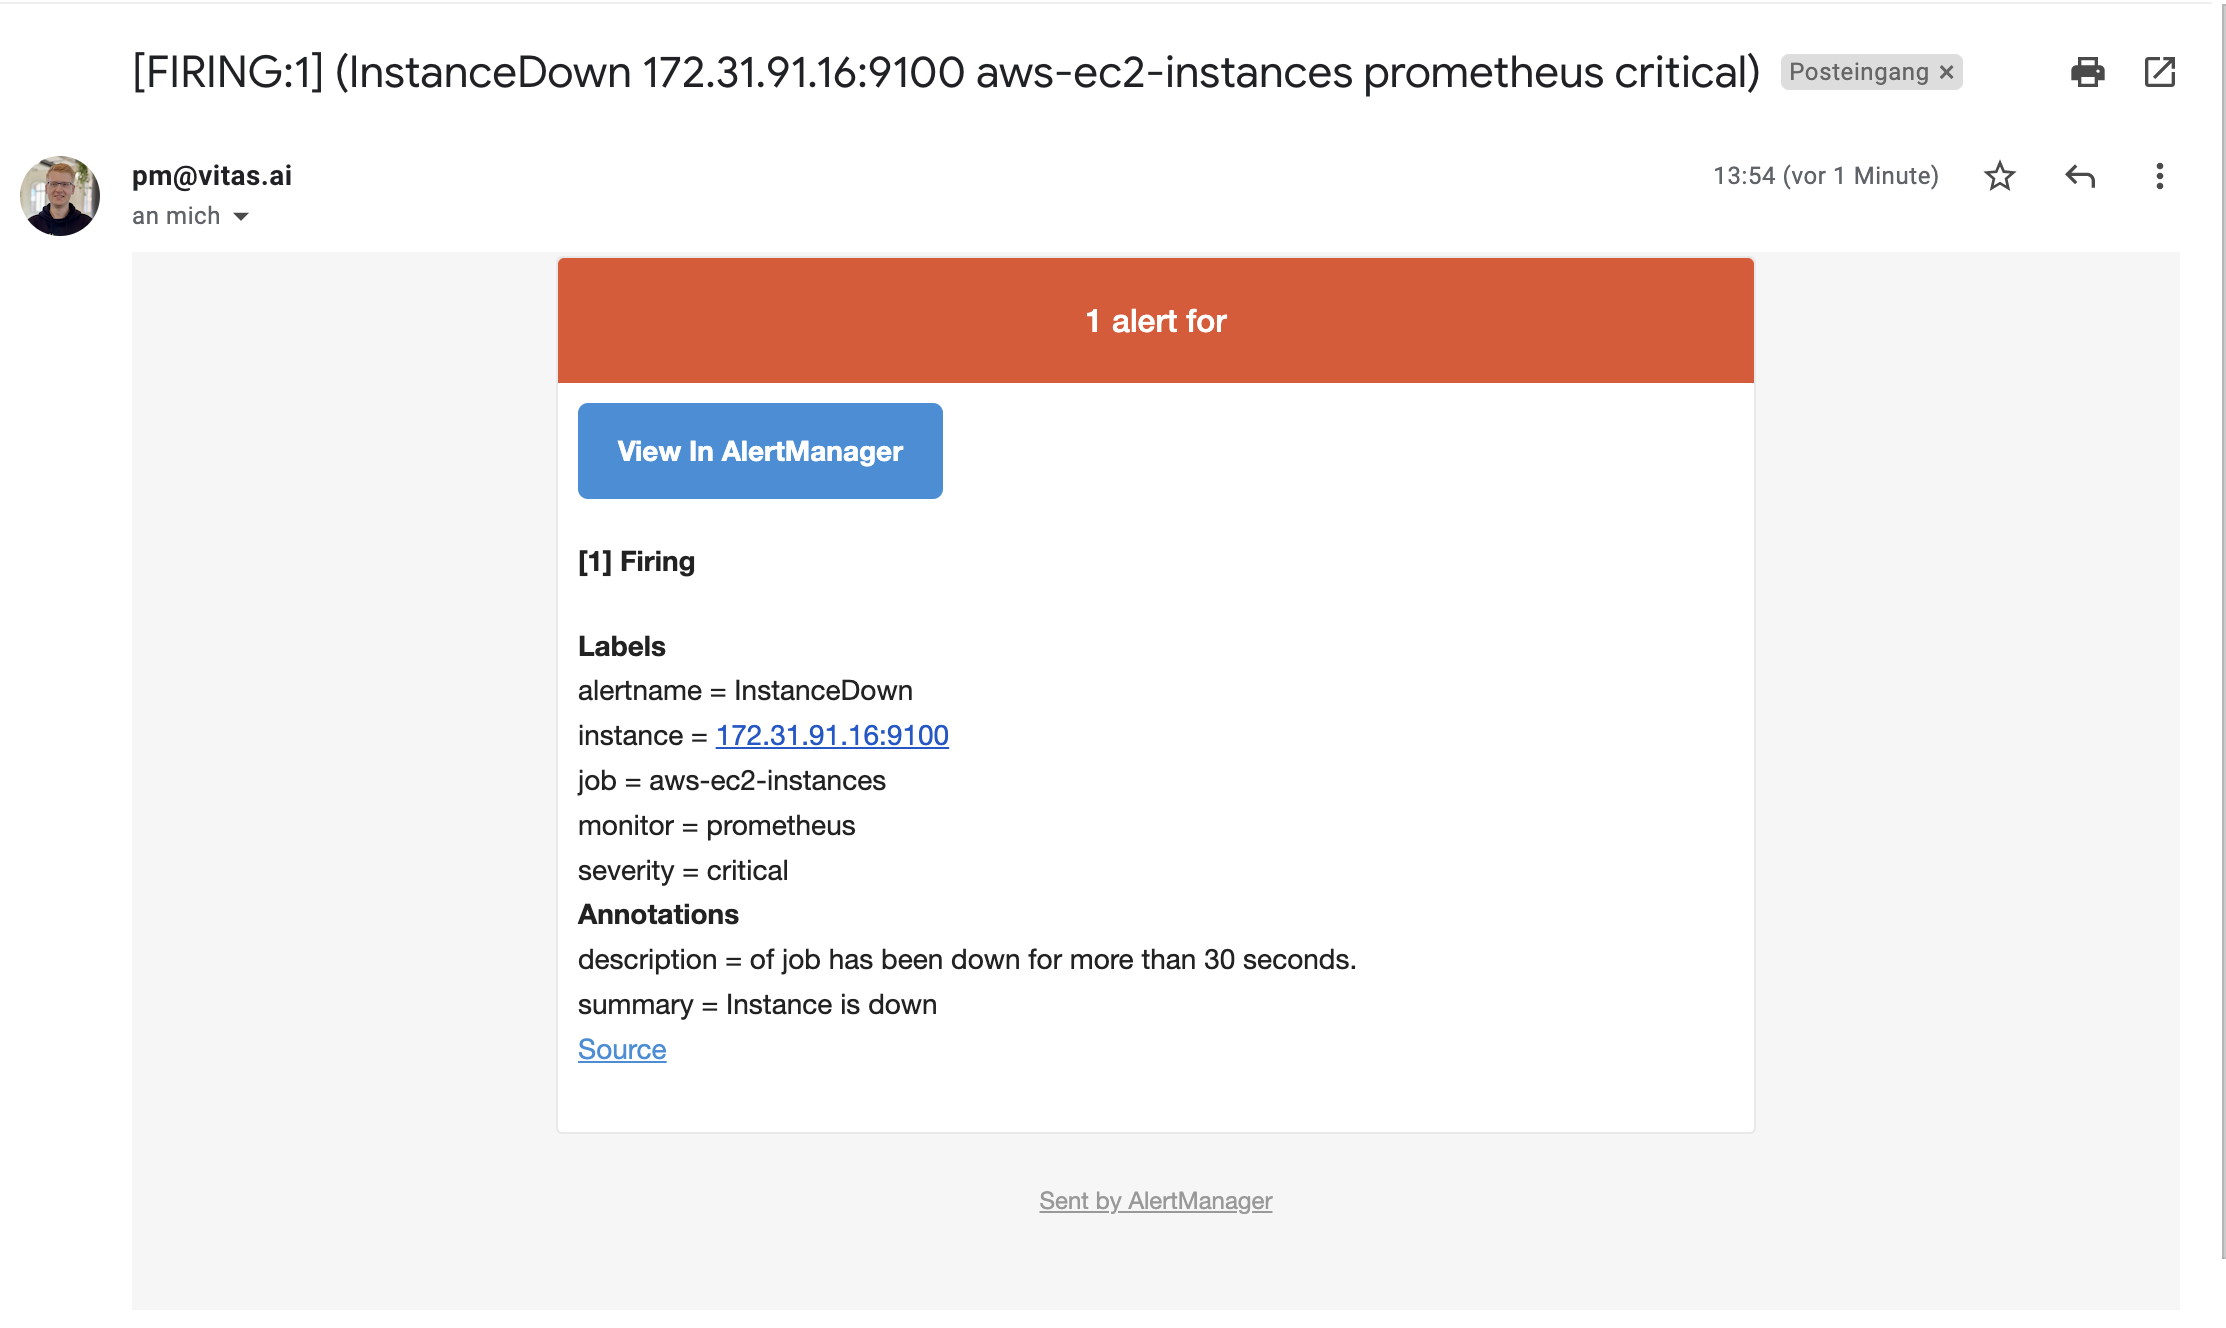 [FIRING:1] (InstanceDown 172.31.91.16:9100 aws-ec2-instances prometheus critical) Posteingang ×
pm@vitas.ai 13:54 (vor 1 Minute)
an mich
1 alert for
View In AlertManager
[1] Firing
Labels
alertname = InstanceDown
instance = 172.31.91.16:9100
job = aws-ec2-instances
monitor = prometheus
severity = critical
Annotations
description = of job has been down for more than 30 seconds.
summary = Instance is down
Source
Sent by AlertManager